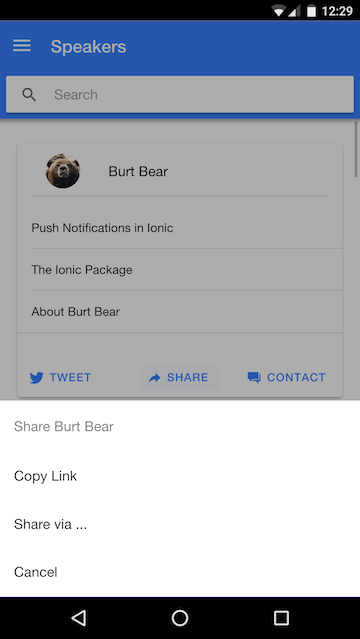 12:29
Speakers
Search
Burt Bear
Push Notifications in Ionic
The Ionic Package
About Burt Bear
TWEET SHARE CONTACT
Share Burt Bear
Copy Link
Share via ...
Cancel